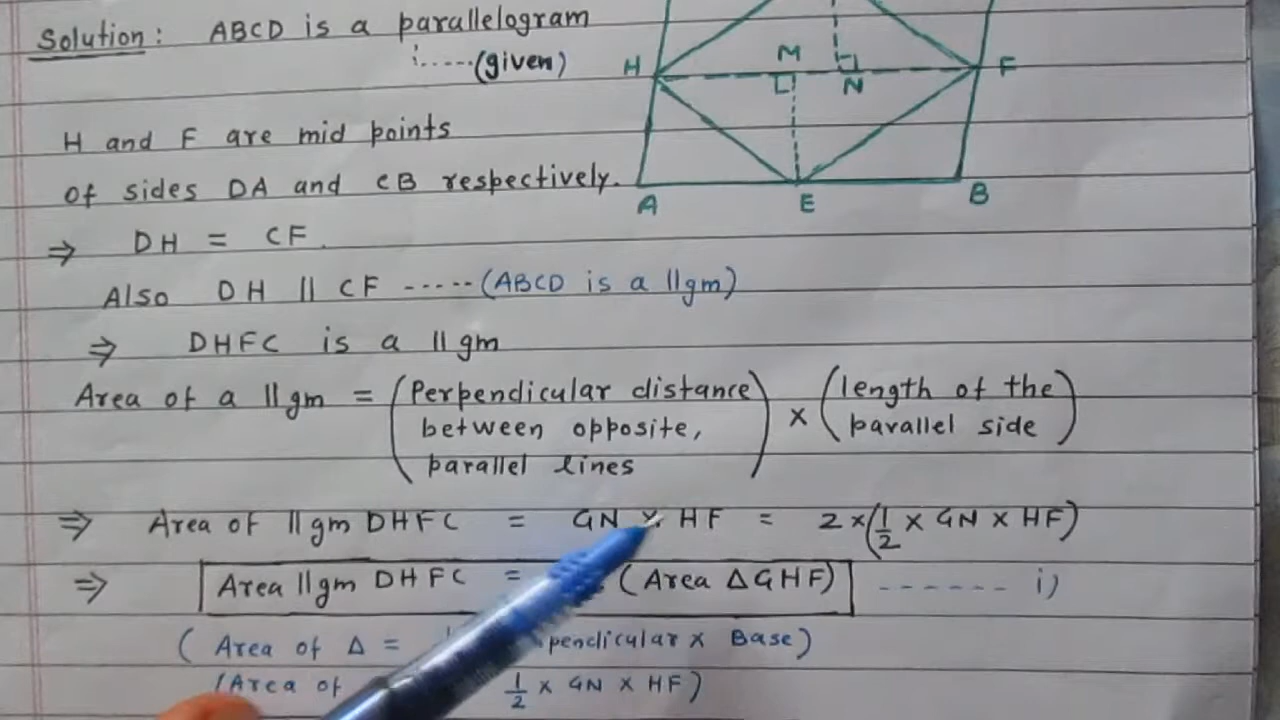 Solution: ABCD is a parallelogram
.....(given)
H M F
N
H and F are mid points
of sides DA and CB respectively.
A E B
⇒ DH = CF.
Also DH || CF .....(ABCD is a ||gm)
⇒ DHFC is a ||gm
Area of a ||gm = (Perpendicular distance between opposite, parallel lines) × (length of the parallel side)
⇒ Area of ||gm DHFC = GN × HF = 2×(1/2 × GN × HF)
⇒ Area ||gm DHFC = (Area ΔGHF) ...... i)
(Area of Δ = × Base)
(Area of 1/2 × GN × HF)